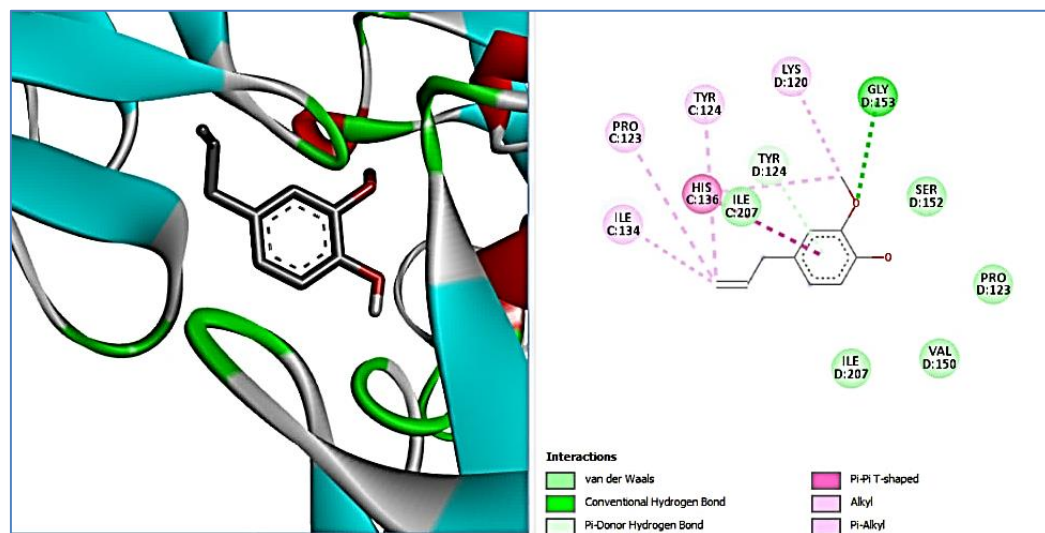 LYS
D:120
GLY
D:153
TYR
C:124
PRO
C:123
TYR
D:124
HIS
C:136
ILE
C:207
SER
D:152
ILE
C:134
O
O
PRO
D:123
VAL
D:150
ILE
D:207
Interactions
van der Waals
Conventional Hydrogen Bond
Pi-Donor Hydrogen Bond
Pi-Pi T-shaped
Alkyl
Pi-Alkyl